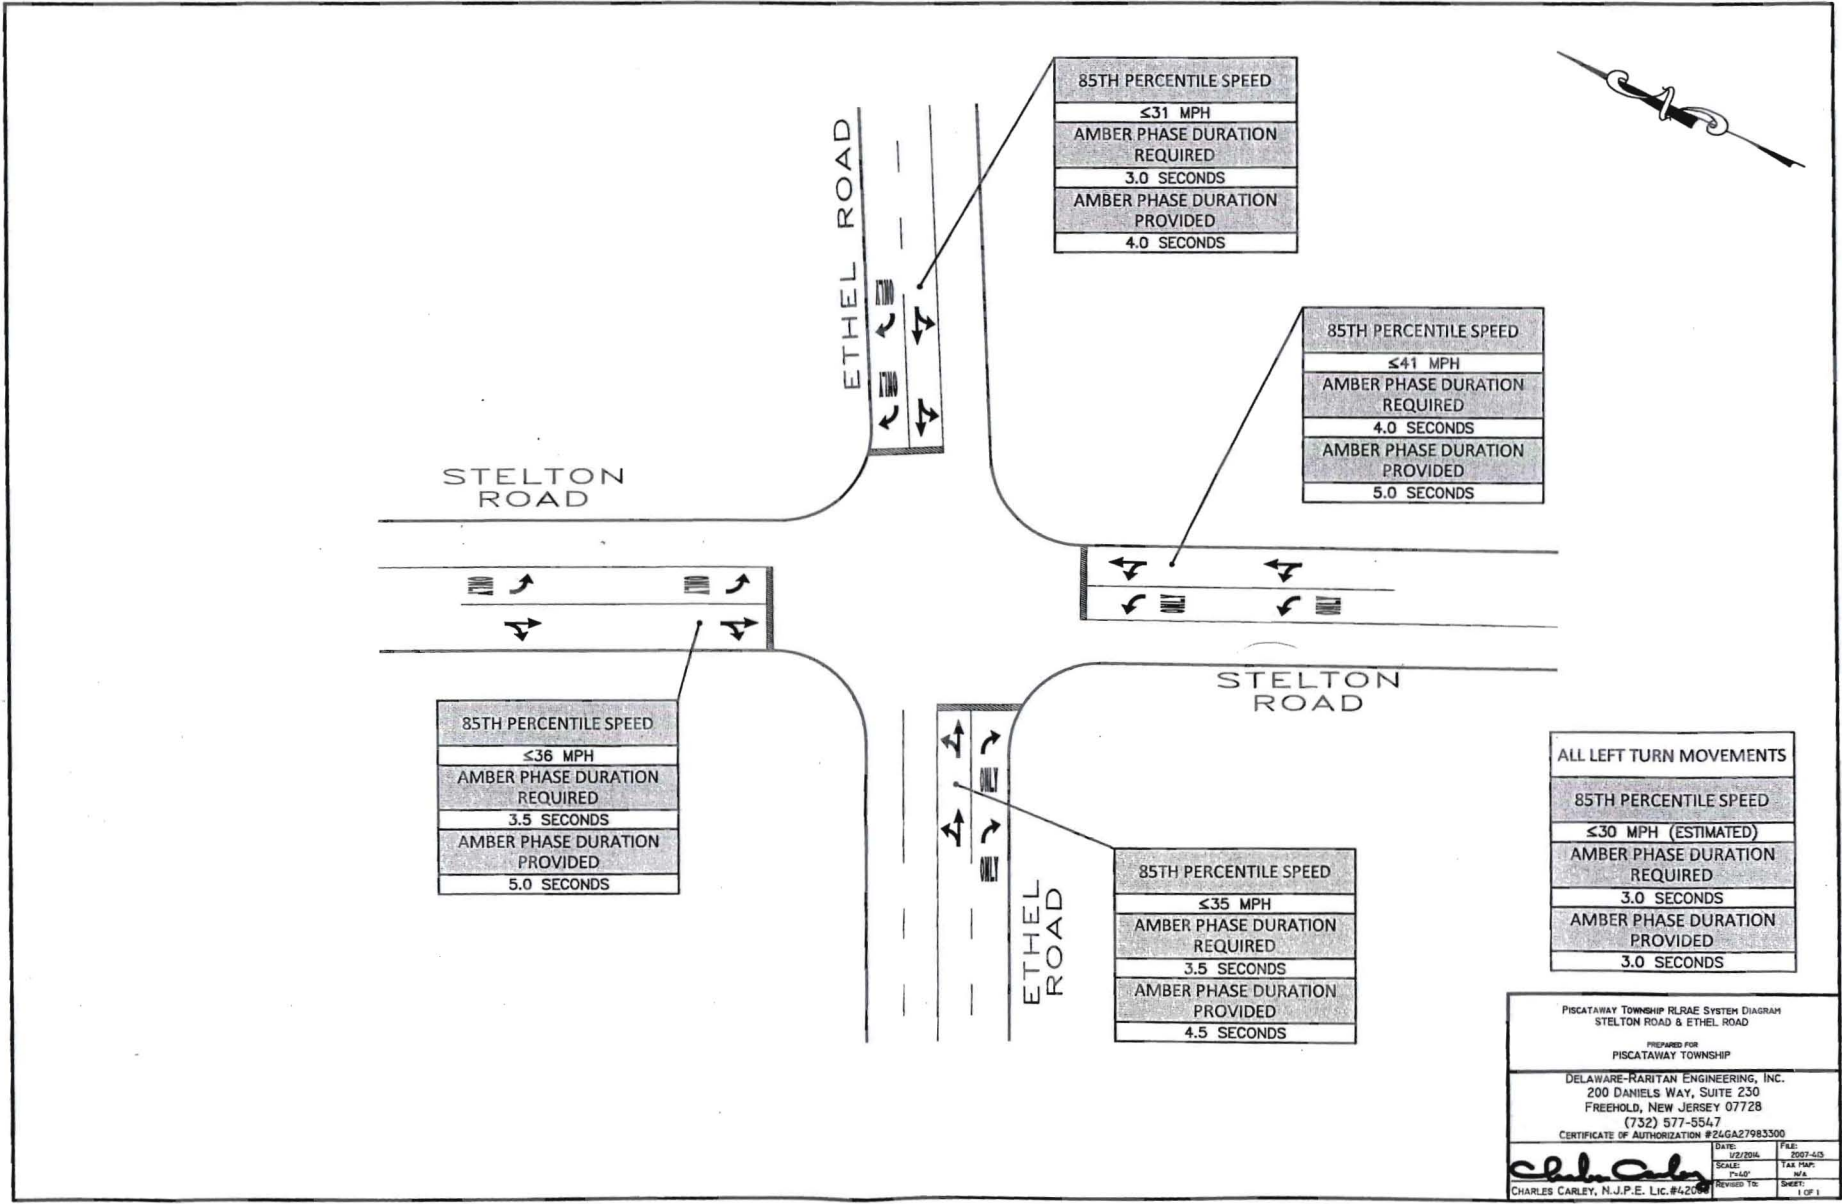 85TH PERCENTILE SPEED
≤31 MPH
AMBER PHASE DURATION
REQUIRED
3.0 SECONDS
AMBER PHASE DURATION
PROVIDED
4.0 SECONDS
ETHEL ROAD
ONLY
ONLY
85TH PERCENTILE SPEED
≤41 MPH
AMBER PHASE DURATION
REQUIRED
4.0 SECONDS
AMBER PHASE DURATION
PROVIDED
5.0 SECONDS
STELTON
ROAD
ONLY
ONLY
ONLY
ONLY
STELTON
ROAD
85TH PERCENTILE SPEED
≤36 MPH
AMBER PHASE DURATION
REQUIRED
3.5 SECONDS
AMBER PHASE DURATION
PROVIDED
5.0 SECONDS
ONLY
ONLY
ETHEL
ROAD
85TH PERCENTILE SPEED
≤35 MPH
AMBER PHASE DURATION
REQUIRED
3.5 SECONDS
AMBER PHASE DURATION
PROVIDED
4.5 SECONDS
ALL LEFT TURN MOVEMENTS
85TH PERCENTILE SPEED
≤30 MPH (ESTIMATED)
AMBER PHASE DURATION
REQUIRED
3.0 SECONDS
AMBER PHASE DURATION
PROVIDED
3.0 SECONDS
PISCATAWAY TOWNSHIP RLRAE SYSTEM DIAGRAM
STELTON ROAD & ETHEL ROAD
PREPARED FOR
PISCATAWAY TOWNSHIP
DELAWARE-RARITAN ENGINEERING, INC.
200 DANIELS WAY, SUITE 230
FREEHOLD, NEW JERSEY 07728
(732) 577-5547
CERTIFICATE OF AUTHORIZATION #24GA27983300
Charles Carley
CHARLES CARLEY, N.J.P.E. LIC.#420
DATE:
1/2/2014
FILE:
2007-413
SCALE:
1"=40'
TAX MAP:
N/A
REVISED TO:
SHEET:
1 OF 1